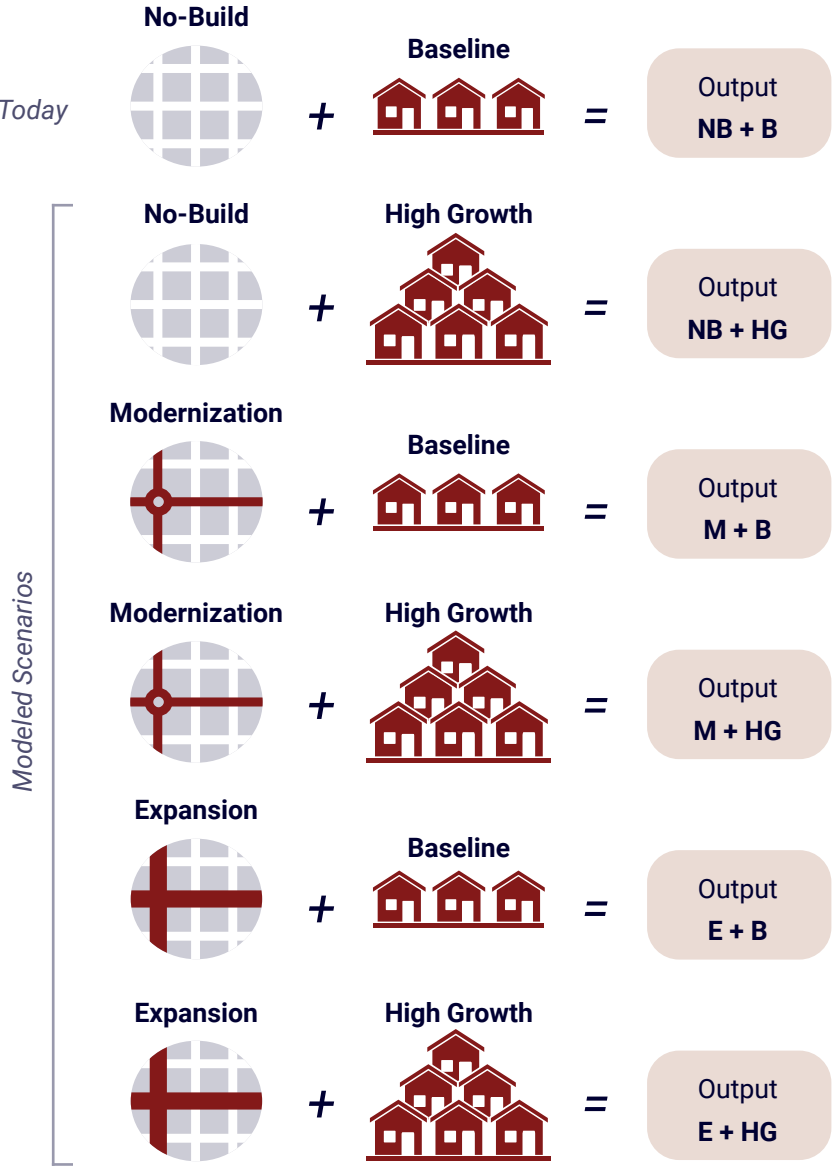 No-Build
Baseline
Today
+
=
Output
NB + B
No-Build
High Growth
+
=
Output
NB + HG
Modernization
Baseline
+
=
Output
M + B
Modeled Scenarios
Modernization
High Growth
+
=
Output
M + HG
Expansion
Baseline
+
=
Output
E + B
Expansion
High Growth
+
=
Output
E + HG